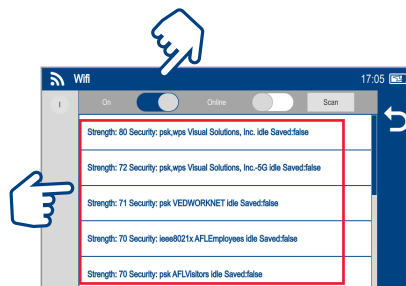 Wifi 17:05
I On Online Scan
Strength: 80 Security: psk,wps Visual Solutions, Inc. idle Saved:false
Strength: 72 Security: psk,wps Visual Solutions, Inc.-5G idle Saved:false
Strength: 71 Security: psk VEDWORKNET idle Saved:false
Strength: 70 Security: ieee8021x AFLEmployees idle Saved:false
Strength: 70 Security: psk AFLVisitors idle Saved:false